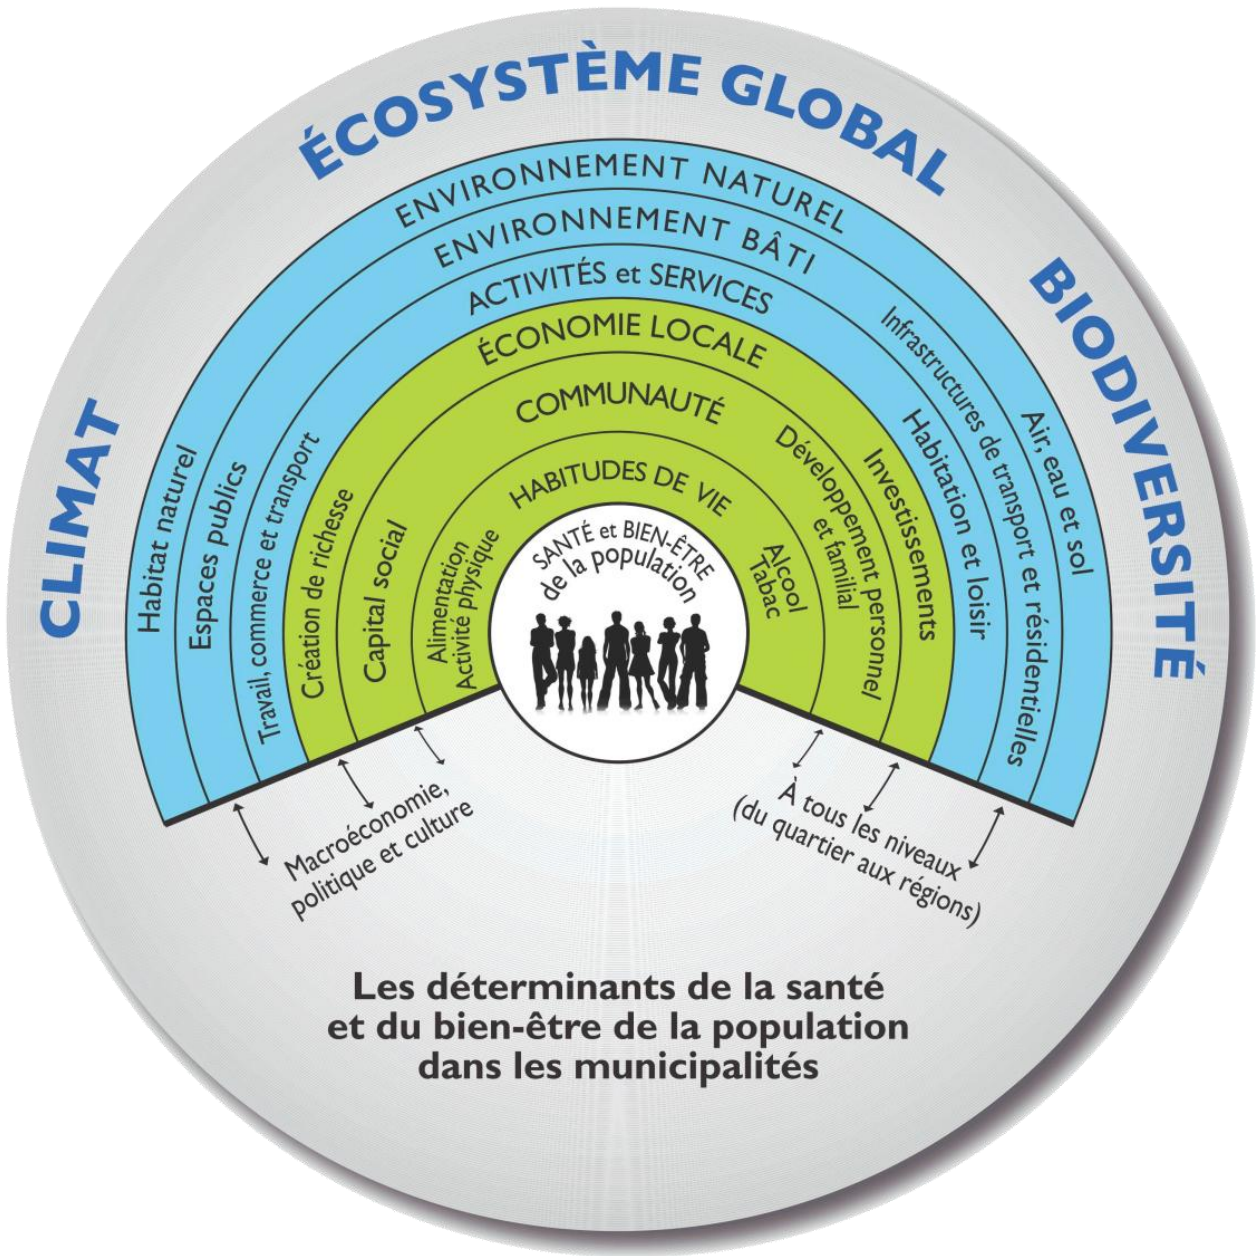 ÉCOSYSTÈME GLOBAL
CLIMAT
BIODIVERSITÉ
ENVIRONNEMENT NATUREL
Habitat naturel
Air, eau et sol
ENVIRONNEMENT BÂTI
Espaces publics
Infrastructures de transport et résidentielles
ACTIVITÉS et SERVICES
Travail, commerce et transport
Habitation et loisir
ÉCONOMIE LOCALE
Création de richesse
Investissements
COMMUNAUTÉ
Capital social
Développement personnel
et familial
HABITUDES DE VIE
Alimentation
Activité physique
Alcool
Tabac
SANTÉ et BIEN-ÊTRE
de la population
Macroéconomie,
politique et culture
À tous les niveaux
(du quartier aux régions)
Les déterminants de la santé
et du bien-être de la population
dans les municipalités